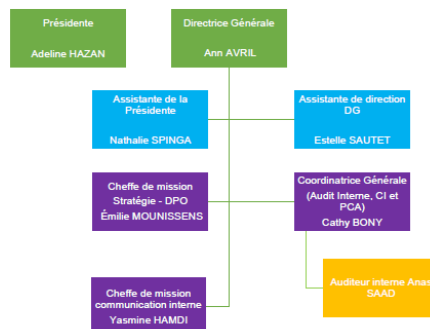 Présidente
Adeline HAZAN
Directrice Générale
Ann AVRIL
Assistante de la
Présidente
Nathalie SPINGA
Assistante de direction
DG
Estelle SAUTET
Cheffe de mission
Stratégie - DPO
Émilie MOUNISSENS
Coordinatrice Générale
(Audit Interne, CI et
PCA)
Cathy BONY
Auditeur interne Anas
SAAD
Cheffe de mission
communication interne
Yasmine HAMDI